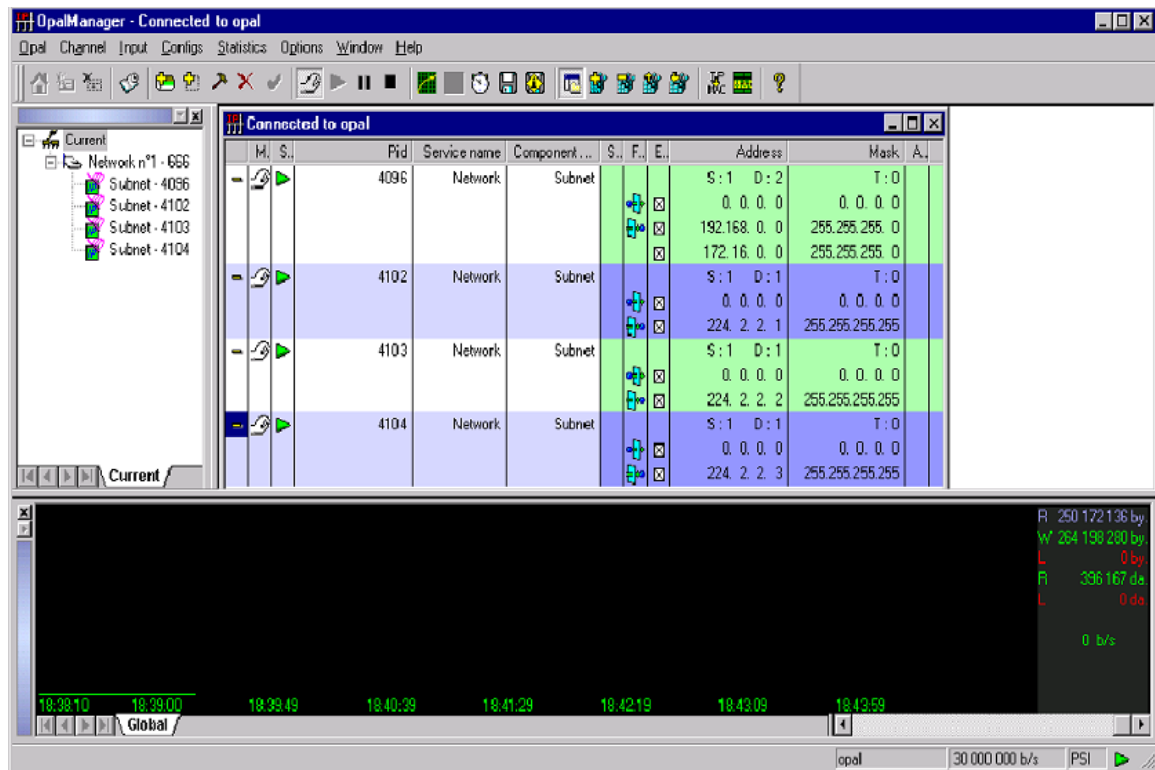 OpalManager - Connected to opal
Opal Channel Input Configs Statistics Options Window Help
Current
Network n°1 - 666
Subnet - 4096
Subnet - 4102
Subnet - 4103
Subnet - 4104
Current
Connected to opal
M. S.. Pid Service name Component ... S.. F.. E.. Address Mask A..
4096 Network Subnet S : 1 D : 2 T : 0
0. 0. 0. 0 0. 0. 0. 0
192.168. 0. 0 255.255.255. 0
172. 16. 0. 0 255.255.255. 0
4102 Network Subnet S : 1 D : 1 T : 0
0. 0. 0. 0 0. 0. 0. 0
224. 2. 2. 1 255.255.255.255
4103 Network Subnet S : 1 D : 1 T : 0
0. 0. 0. 0 0. 0. 0. 0
224. 2. 2. 2 255.255.255.255
4104 Network Subnet S : 1 D : 1 T : 0
0. 0. 0. 0 0. 0. 0. 0
224. 2. 2. 3 255.255.255.255
R 250 172 136 by.
W 264 198 280 by.
L 0 by.
R 396 167 da.
L 0 da.
0 b/s
18:38:10 18:39:00 18:39:49 18:40:39 18:41:29 18:42:19 18:43:09 18:43:59
Global
opal 30 000 000 b/s PSI